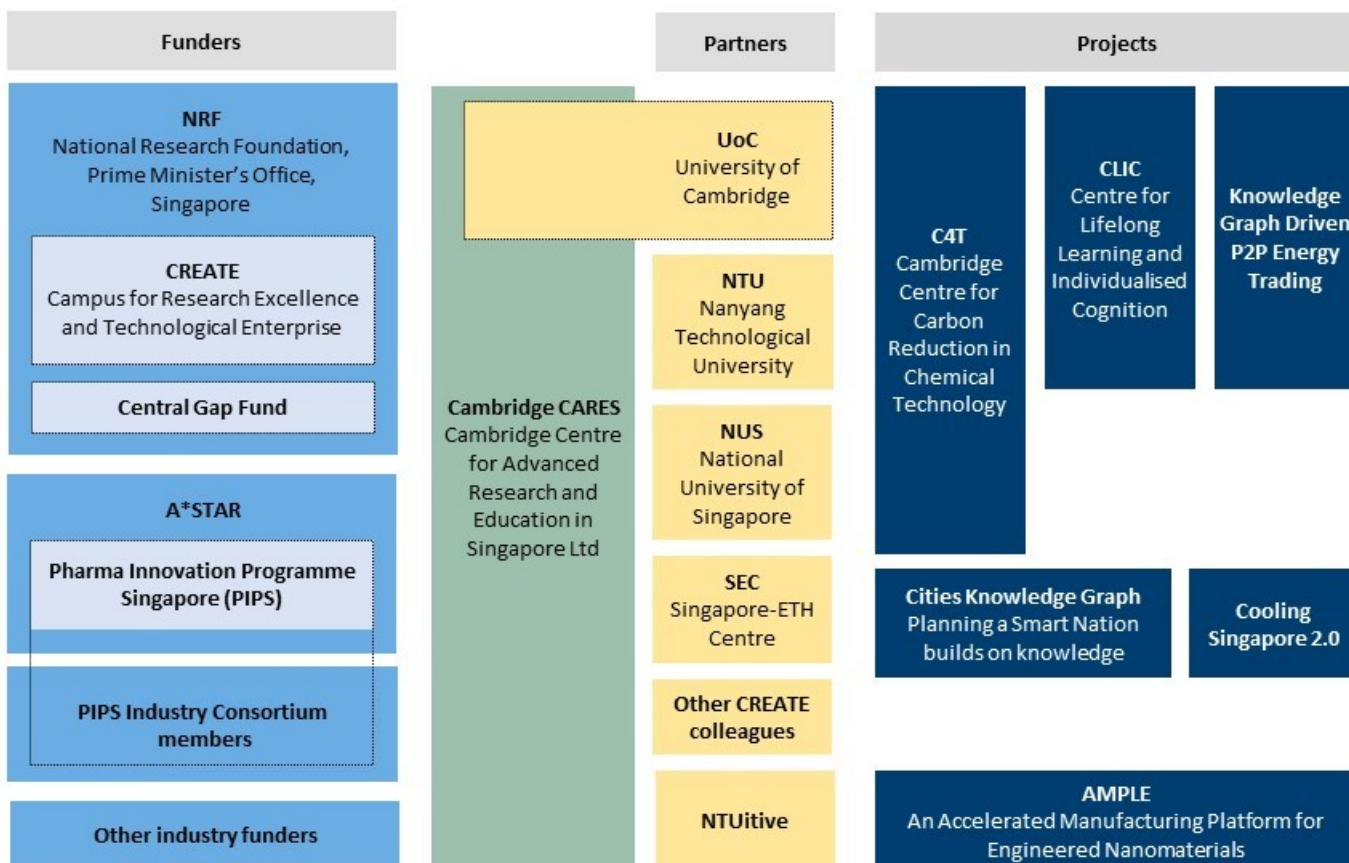 Funders
Partners
Projects
NRF
National Research Foundation,
Prime Minister's Office,
Singapore
CREATE
Campus for Research Excellence
and Technological Enterprise
Central Gap Fund
A*STAR
Pharma Innovation Programme
Singapore (PIPS)
PIPS Industry Consortium
members
Other industry funders
Cambridge CARES
Cambridge Centre
for Advanced
Research and
Education in
Singapore Ltd
UoC
University of
Cambridge
NTU
Nanyang
Technological
University
NUS
National
University of
Singapore
SEC
Singapore-ETH
Centre
Other CREATE
colleagues
NTUitive
C4T
Cambridge
Centre for
Carbon
Reduction in
Chemical
Technology
CLIC
Centre for
Lifelong
Learning and
Individualised
Cognition
Knowledge
Graph Driven
P2P Energy
Trading
Cities Knowledge Graph
Planning a Smart Nation
builds on knowledge
Cooling
Singapore 2.0
AMPLE
An Accelerated Manufacturing Platform for
Engineered Nanomaterials